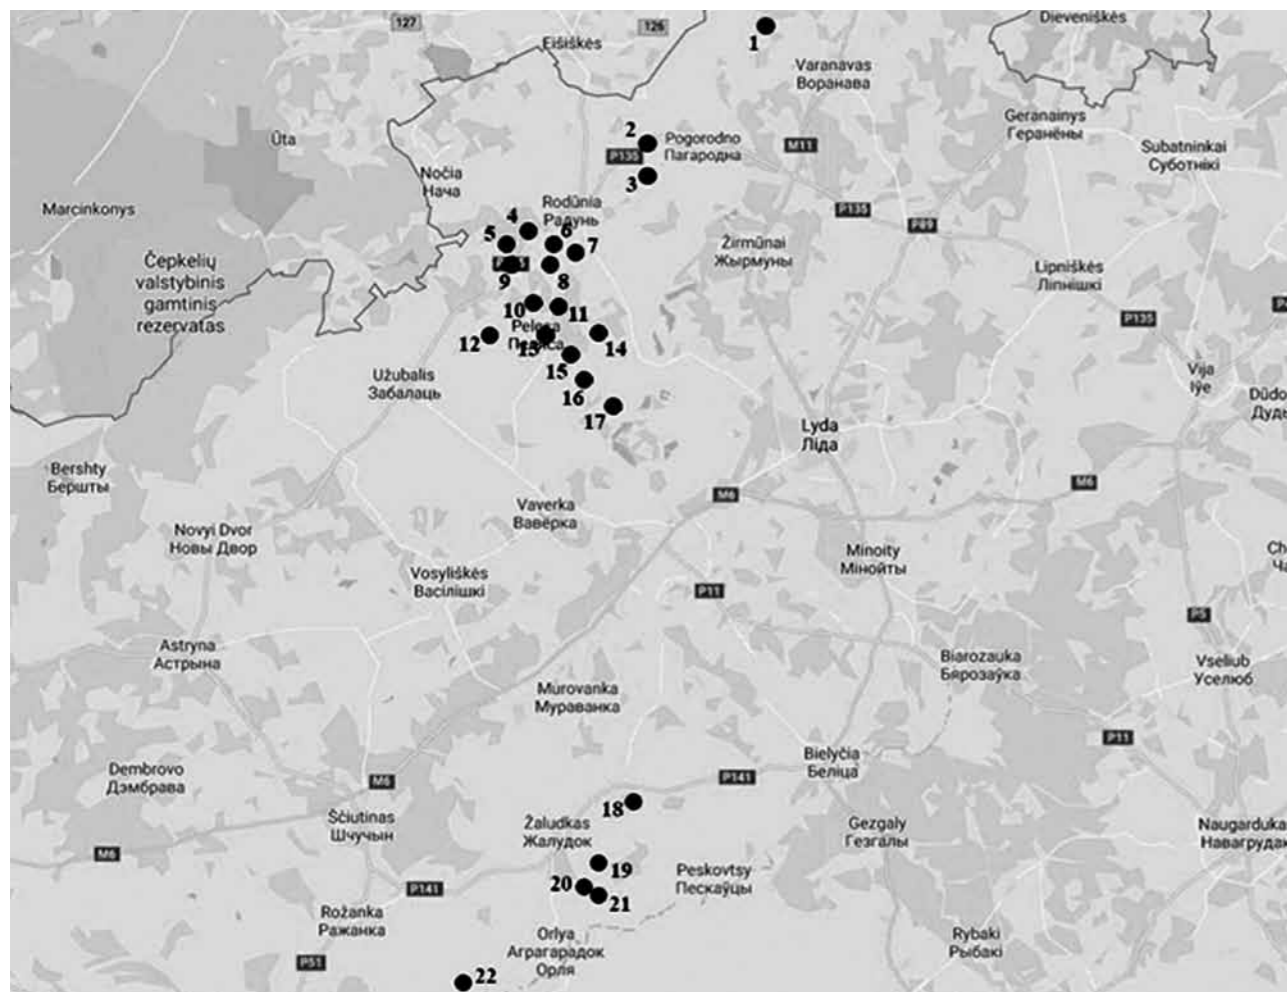 127
126
Eišiškės
Dieveniškės
1
Varanavas
Воранава
Geranainys
Геранёны
Ūta
2
Pogorodno
Пагародна
P135
M11
3
Subatninkai
Суботнікі
Nočia
Нача
Marcinkonys
Rodūnia
Радунь
4
5
6
7
P135
P89
Žirmūnai
Жырмуны
Čepkelių
valstybinis
gamtinis
rezervatas
9
8
Lipniškės
Ліпнішкі
10
11
P135
Pelesa
12
13
14
15
16
17
Užubalis
Забалаць
Vija
Іўе
Lyda
Ліда
Bershty
Бершты
M6
M6
Vaverka
Вавёрка
Novyi Dvor
Новы Двор
Minoity
Мінойты
Vosyliškės
Васілішкі
P11
P5
Astryna
Астрына
Biarozauka
Бярозаўка
Vseliub
Уселюб
Murovanka
Мураванка
P11
Bielyčia
Беліца
Dembrovo
Дэмбрава
M6
P141
18
Ščiutinas
Шчучын
Žaludkas
Жалудок
Gezgaly
Гезгалы
Naugardukas
Навагрудак
M6
19
20
21
Peskovtsy
Пескаўцы
P141
Rožanka
Ражанка
Orlya
Аграгарадок
Орля
Rybaki
Рыбакі
P51
22